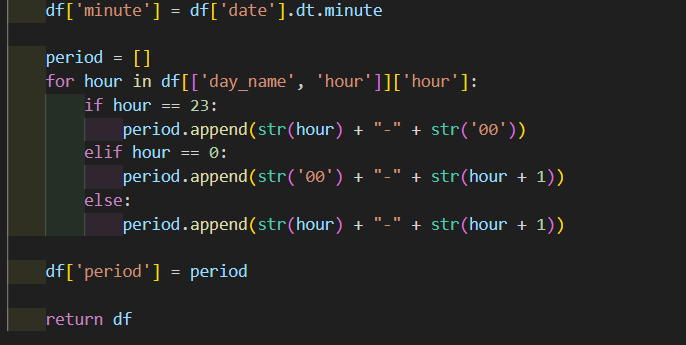 df['minute'] = df['date'].dt.minute
period = []
for hour in df[['day_name', 'hour']]['hour']:
if hour == 23:
period.append(str(hour) + "-" + str('00'))
elif hour == 0:
period.append(str('00') + "-" + str(hour + 1))
else:
period.append(str(hour) + "-" + str(hour + 1))
df['period'] = period
return df